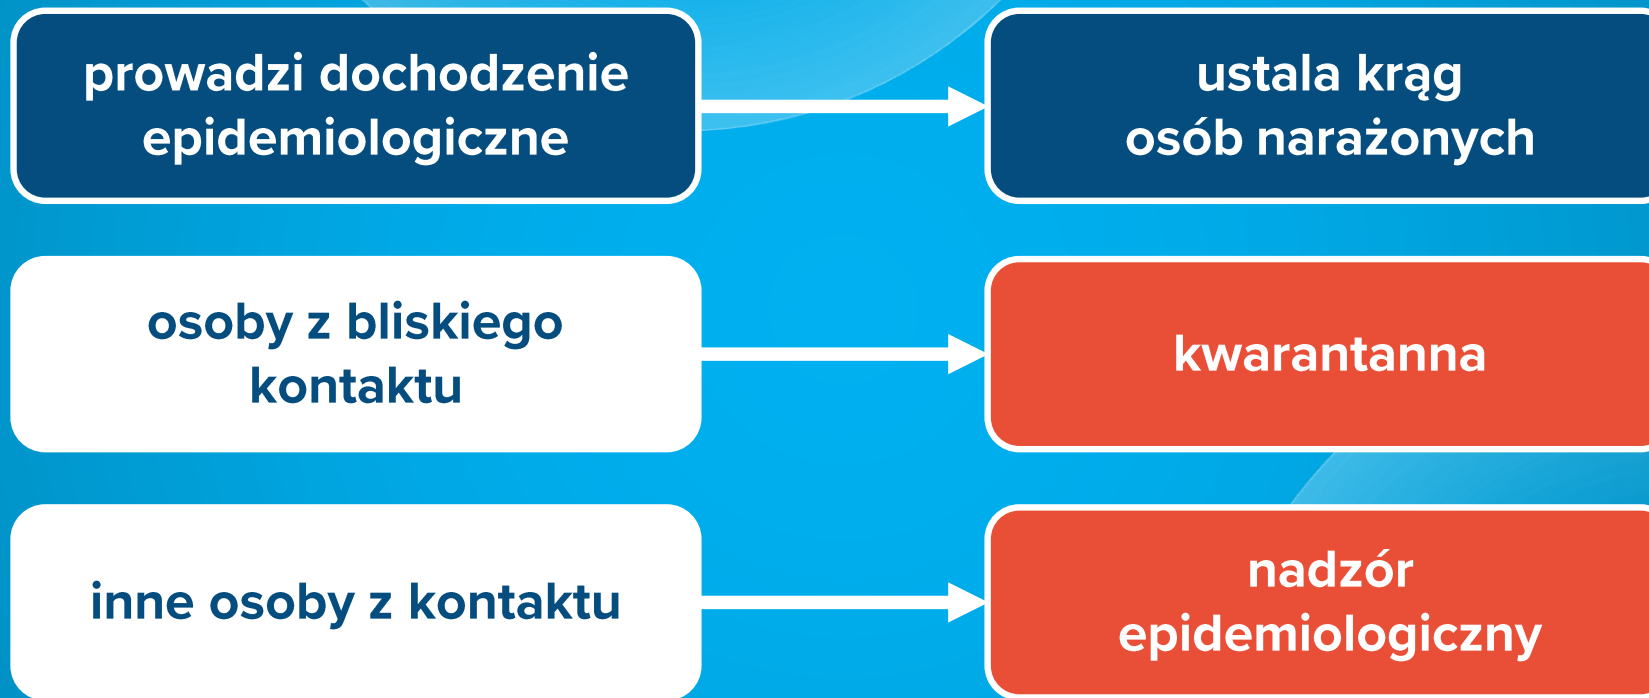 prowadzi dochodzenie
epidemiologiczne
ustala krąg
osób narażonych
osoby z bliskiego
kontaktu
kwarantanna
inne osoby z kontaktu
nadzór
epidemiologiczny